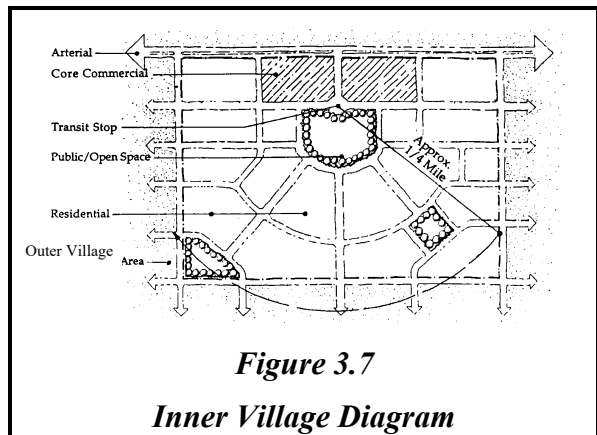 Arterial
Core Commercial
Transit Stop
Public/Open Space
Approx.
1/4 Mile
Residential
Outer Village
Area
Figure 3.7
Inner Village Diagram